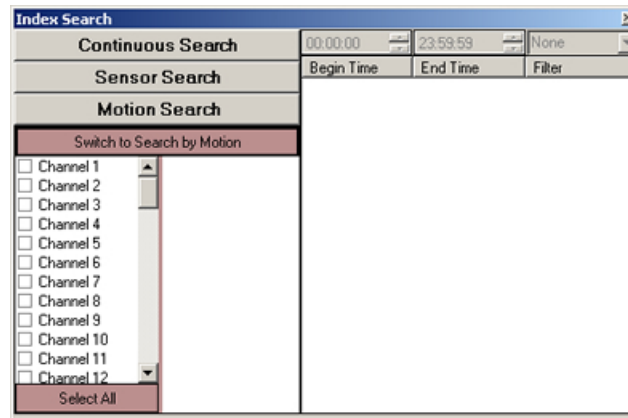 Index Search
Continuous Search
00:00:00 23:59:59 None
Sensor Search
Begin Time End Time Filter
Motion Search
Switch to Search by Motion
Channel 1
Channel 2
Channel 3
Channel 4
Channel 5
Channel 6
Channel 7
Channel 8
Channel 9
Channel 10
Channel 11
Channel 12
Select All